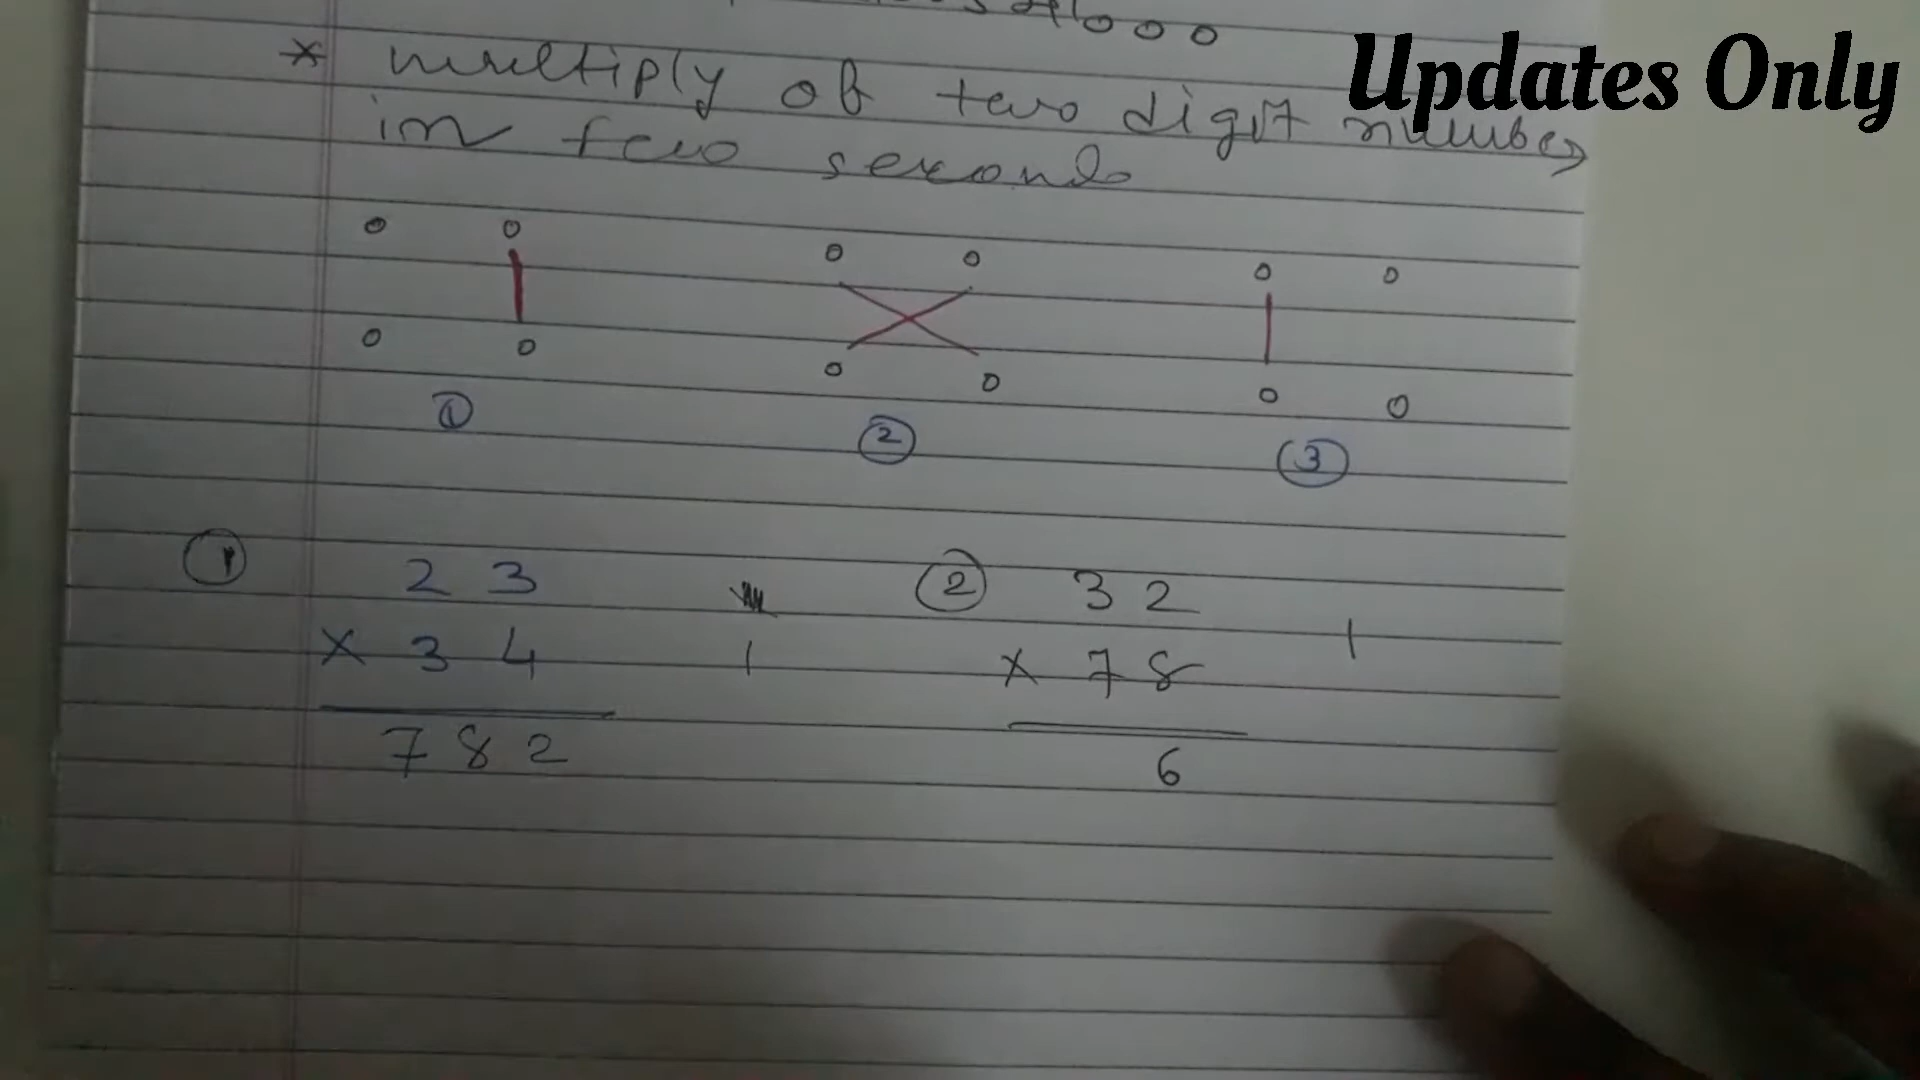 Updates Only
* multiply of two digit number
in few seconds
① ② ③
① 23
× 34 1
782
② 32
× 78 1
6